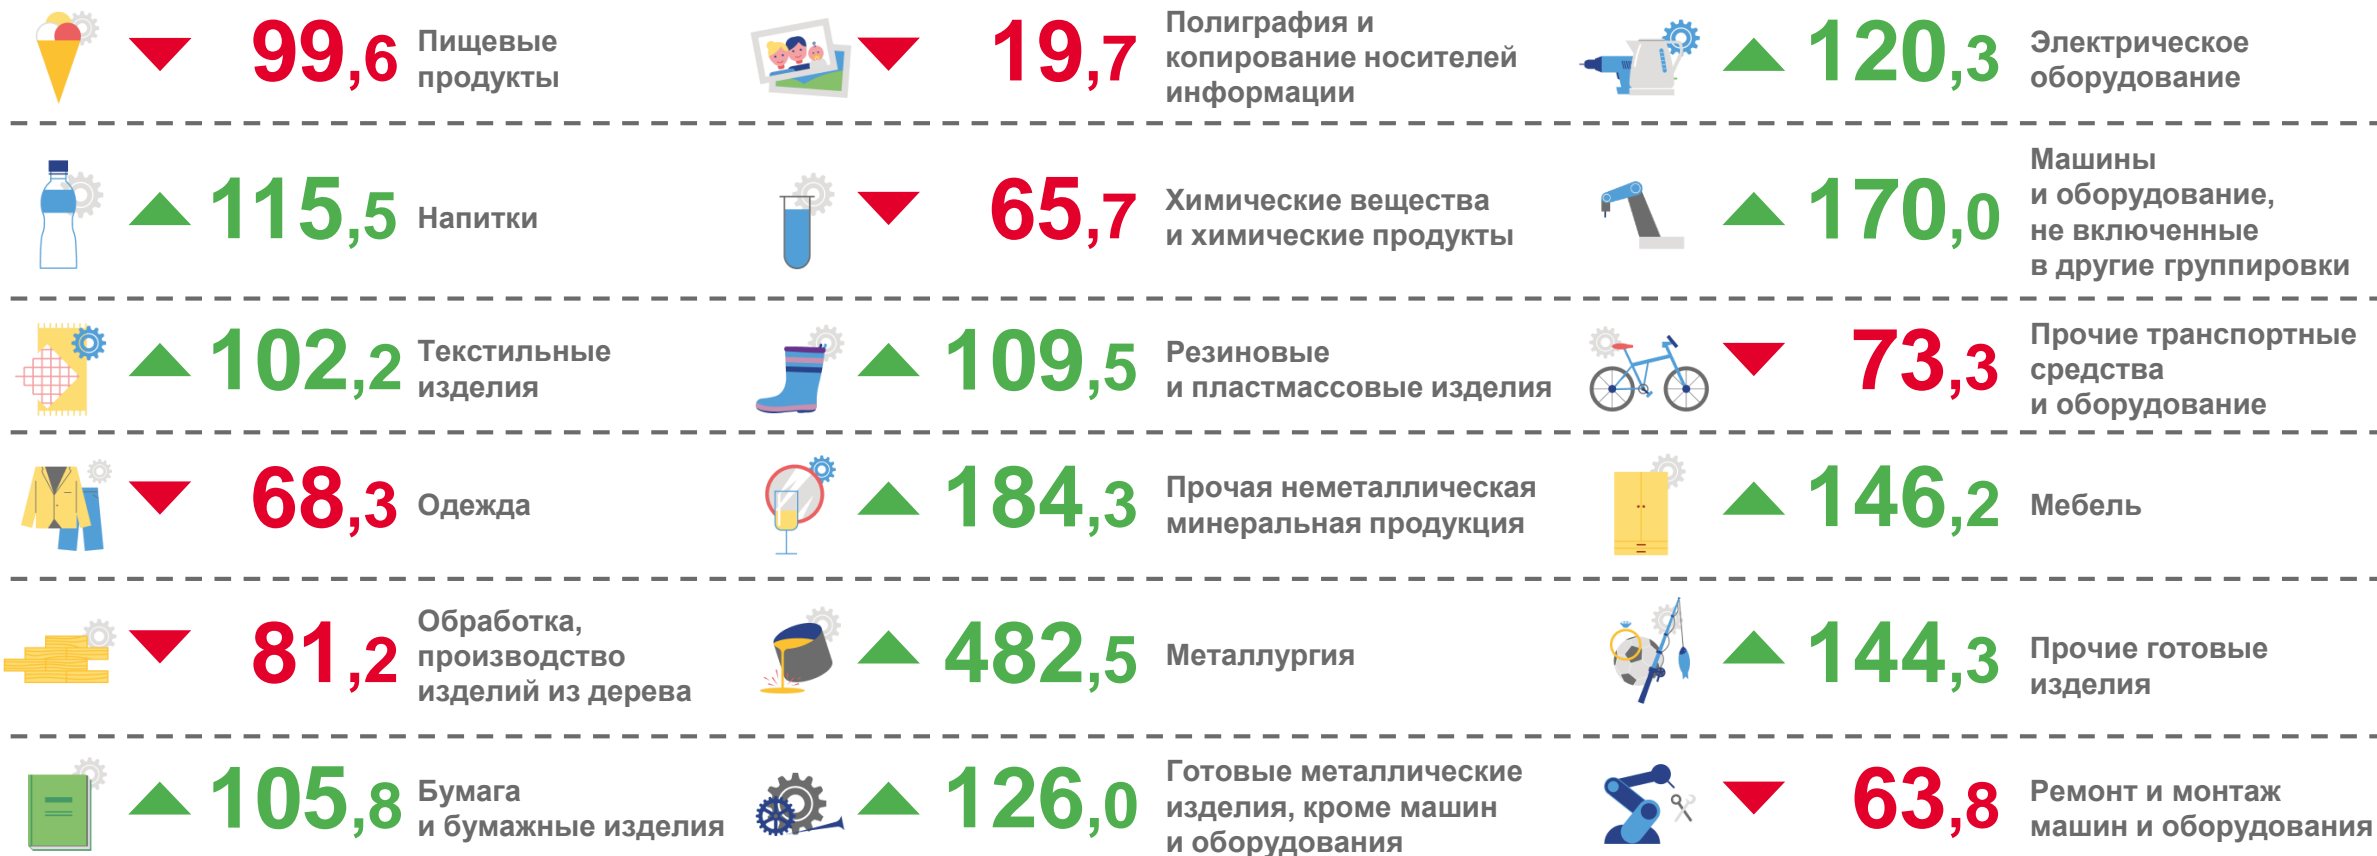 99,6
Пищевые
продукты
19,7
Полиграфия и
копирование носителей
информации
120,3
Электрическое
оборудование
115,5
Напитки
65,7
Химические вещества
и химические продукты
170,0
Машины
и оборудование,
не включенные
в другие группировки
102,2
Текстильные
изделия
109,5
Резиновые
и пластмассовые изделия
73,3
Прочие транспортные
средства
и оборудование
68,3
Одежда
184,3
Прочая неметаллическая
минеральная продукция
146,2
Мебель
81,2
Обработка,
производство
изделий из дерева
482,5
Металлургия
144,3
Прочие готовые
изделия
105,8
Бумага
и бумажные изделия
126,0
Готовые металлические
изделия, кроме машин
и оборудования
63,8
Ремонт и монтаж
машин и оборудования